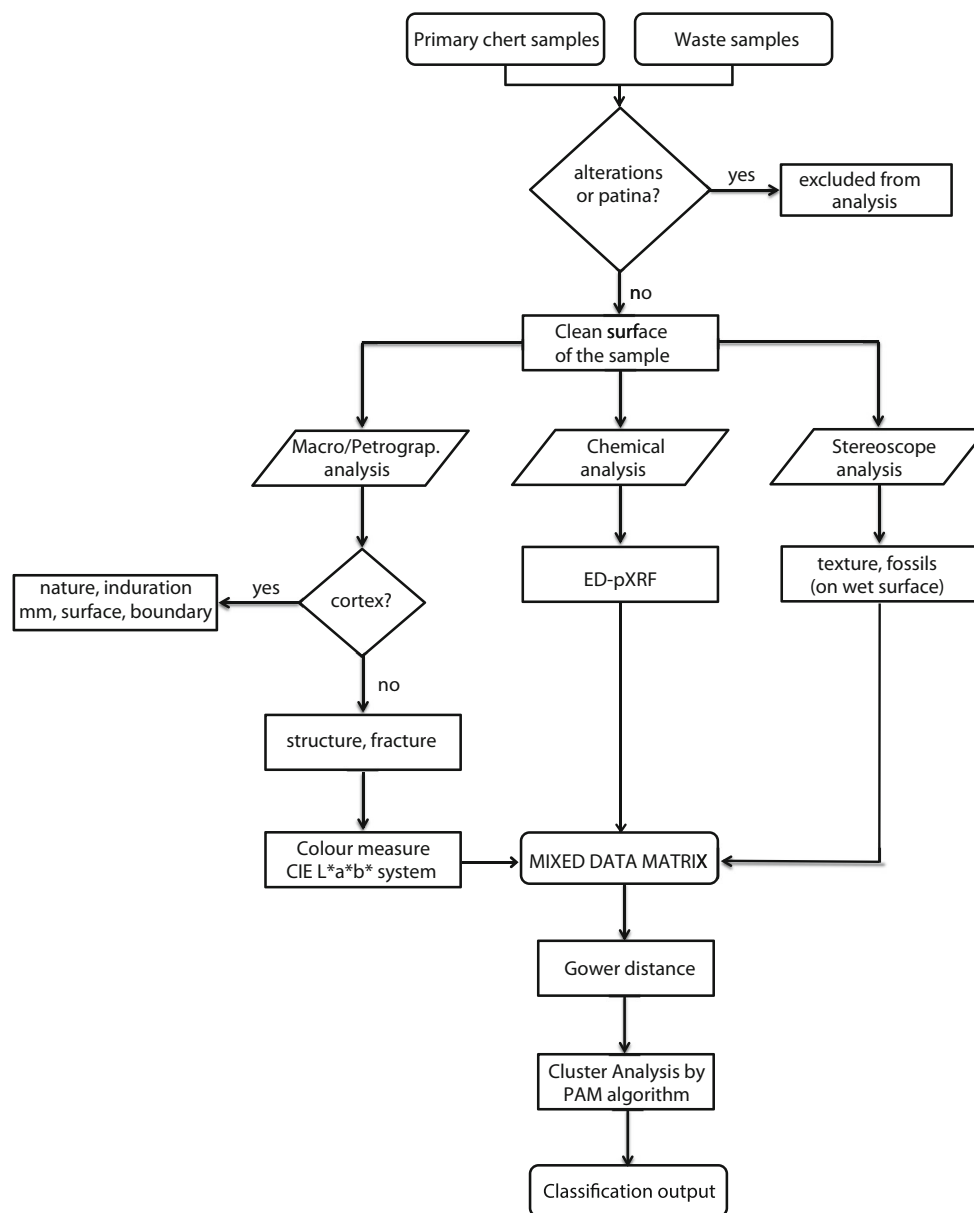 Primary chert samples
Waste samples
alterations
or patina?
yes
excluded from
analysis
no
Clean surface
of the sample
Macro/Petrograp.
analysis
Chemical
analysis
Stereoscope
analysis
nature, induration
mm, surface, boundary
yes
cortex?
ED-pXRF
texture, fossils
(on wet surface)
no
structure, fracture
Colour measure
CIE L*a*b* system
MIXED DATA MATRIX
Gower distance
Cluster Analysis by
PAM algorithm
Classification output